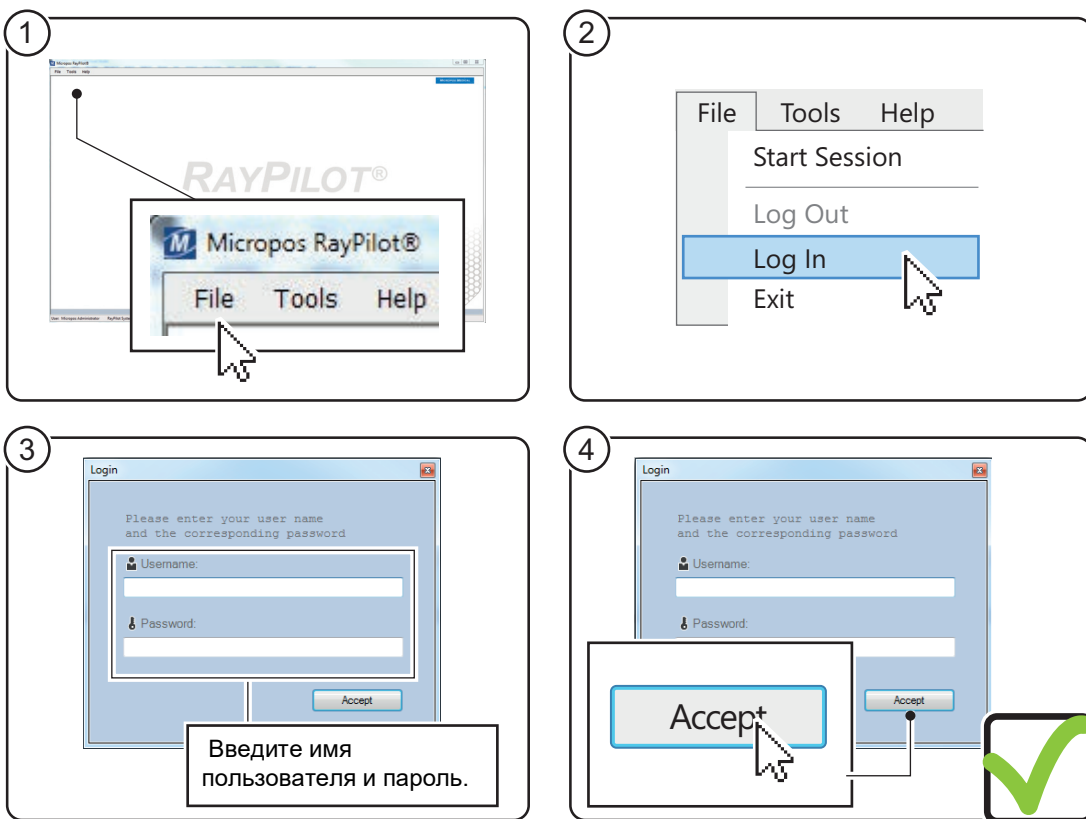 1
Micropos RayPilot®
File Tools Help
RAYPILOT®
Micropos RayPilot®
File Tools Help
2
File Tools Help
Start Session
Log Out
Log In
Exit
3
Login
Please enter your user name
and the corresponding password
Username:
Password:
Accept
Введите имя
пользователя и пароль.
4
Login
Please enter your user name
and the corresponding password
Username:
Password:
Accept
Accept